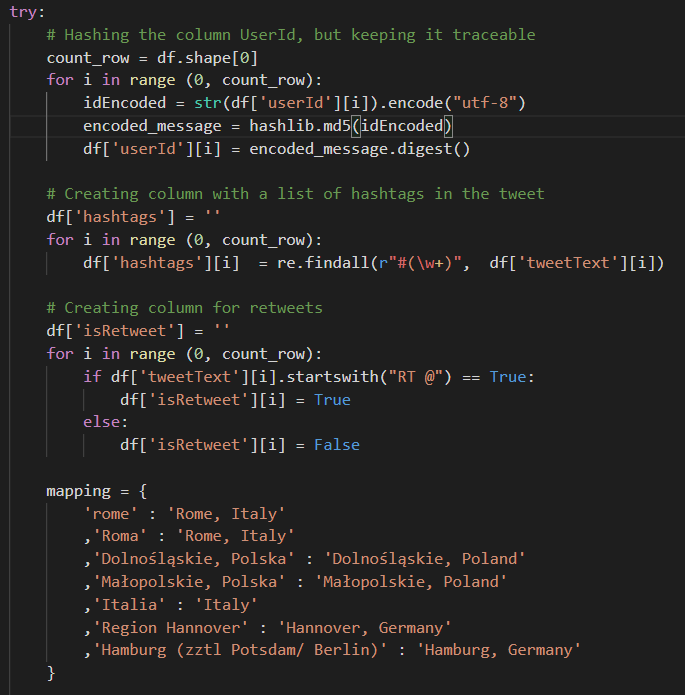 try:
    # Hashing the column UserId, but keeping it traceable
    count_row = df.shape[0]
    for i in range (0, count_row):
        idEncoded = str(df['userId'][i]).encode("utf-8")
        encoded_message = hashlib.md5(idEncoded)
        df['userId'][i] = encoded_message.digest()

    # Creating column with a list of hashtags in the tweet
    df['hashtags'] = ''
    for i in range (0, count_row):
        df['hashtags'][i]  = re.findall(r"#(\w+)",  df['tweetText'][i])

    # Creating column for retweets
    df['isRetweet'] = ''
    for i in range (0, count_row):
        if df['tweetText'][i].startswith("RT @") == True:
            df['isRetweet'][i] = True
        else:
            df['isRetweet'][i] = False

    mapping = {
        'rome' : 'Rome, Italy'
        ,'Roma' : 'Rome, Italy'
        ,'Dolnośląskie, Polska' : 'Dolnośląskie, Poland'
        ,'Małopolskie, Polska' : 'Małopolskie, Poland'
        ,'Italia' : 'Italy'
        ,'Region Hannover' : 'Hannover, Germany'
        ,'Hamburg (zztl Potsdam/ Berlin)' : 'Hamburg, Germany'
    }